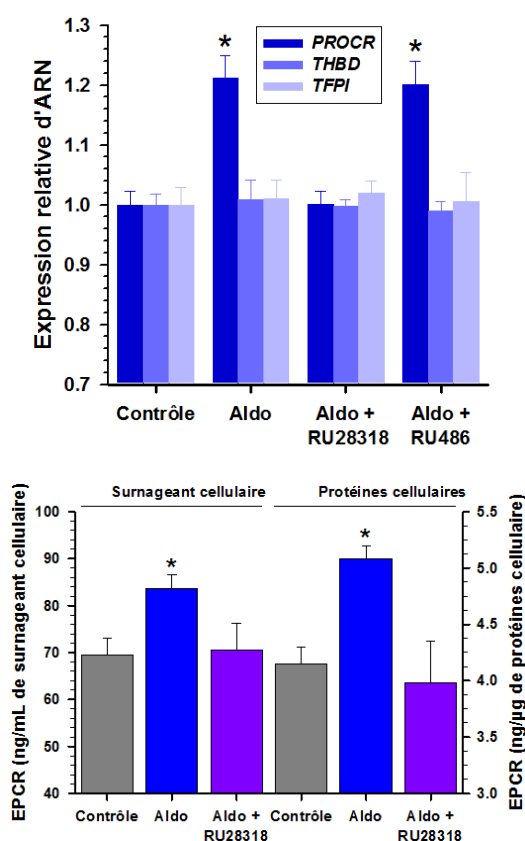 Expression relative d'ARN
1.3
1.2
1.1
1.0
0.9
0.8
0.7
*
*
PROCR
THBD
TFPI
Contrôle
Aldo
Aldo +
RU28318
Aldo +
RU486
Surnageant cellulaire
Protéines cellulaires
EPCR (ng/mL de surnageant cellulaire)
100
90
80
70
60
50
40
*
*
5.5
5.0
4.5
4.0
3.5
3.0
EPCR (ng/µg de protéines cellulaires)
Contrôle
Aldo
Aldo +
RU28318
Contrôle
Aldo
Aldo +
RU28318